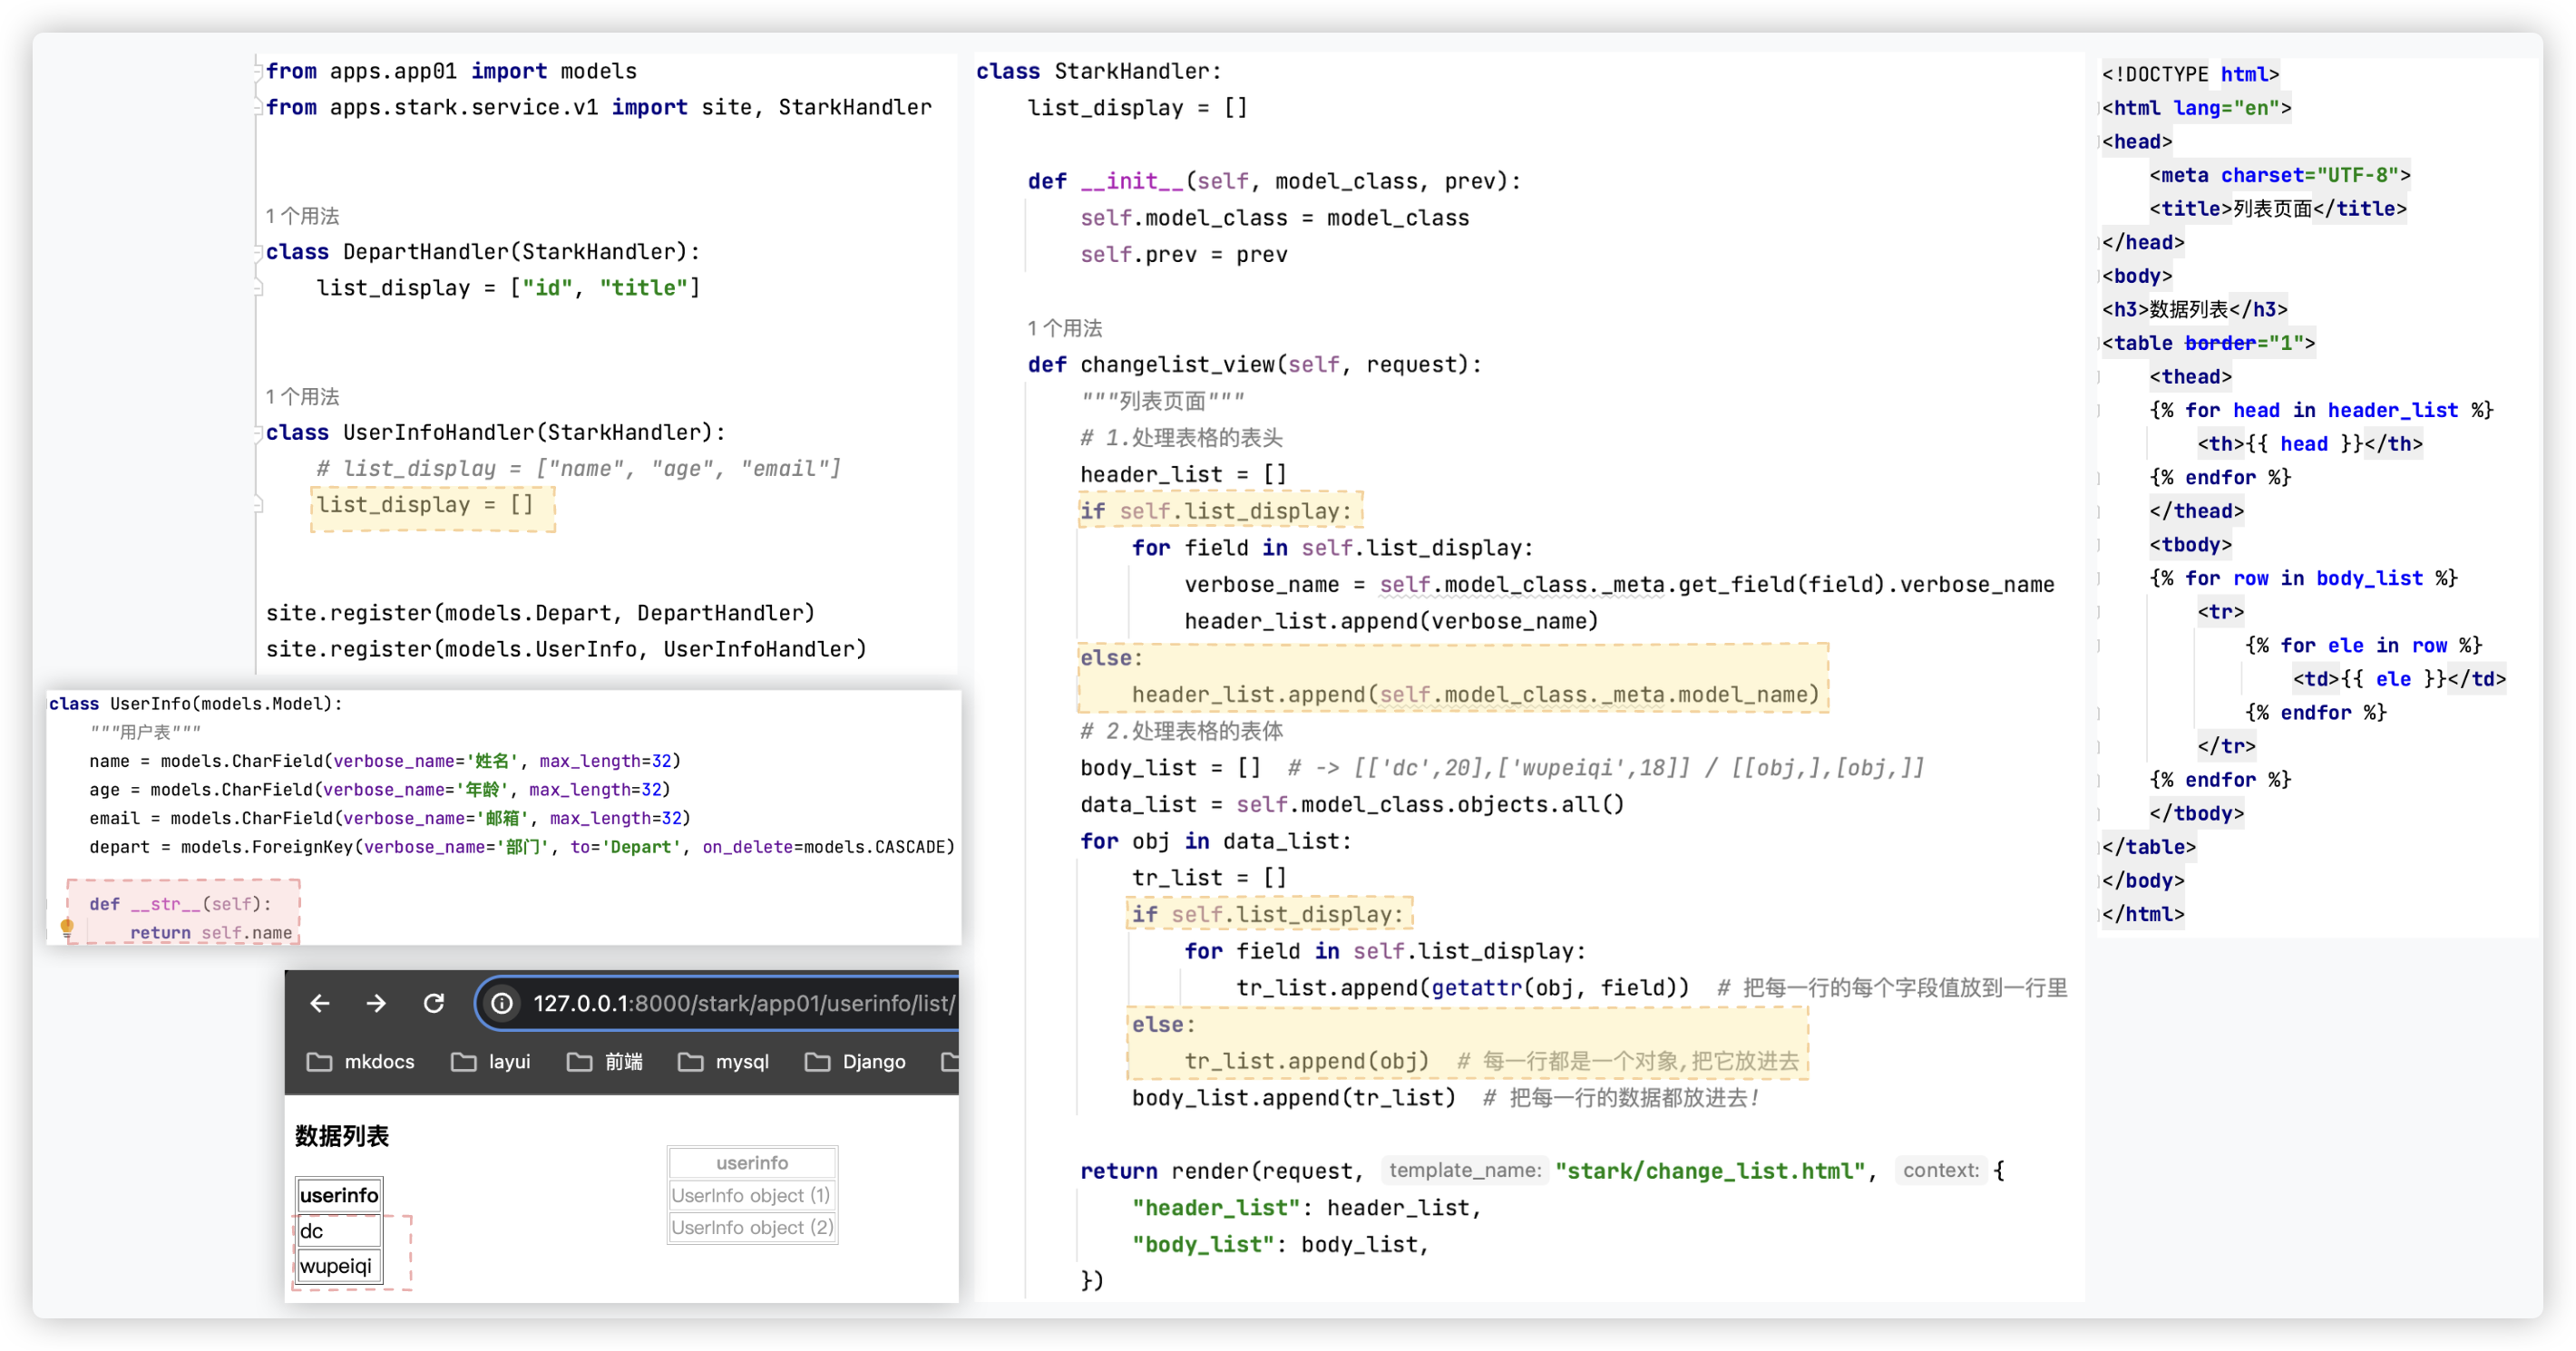 from apps.app01 import models
from apps.stark.service.v1 import site, StarkHandler
1 个用法
class DepartHandler(StarkHandler):
    list_display = ["id", "title"]
1 个用法
class UserInfoHandler(StarkHandler):
    # list_display = ["name", "age", "email"]
    list_display = []
site.register(models.Depart, DepartHandler)
site.register(models.UserInfo, UserInfoHandler)
class UserInfo(models.Model):
    """用户表"""
    name = models.CharField(verbose_name='姓名', max_length=32)
    age = models.CharField(verbose_name='年龄', max_length=32)
    email = models.CharField(verbose_name='邮箱', max_length=32)
    depart = models.ForeignKey(verbose_name='部门', to='Depart', on_delete=models.CASCADE)
    def __str__(self):
        return self.name
127.0.0.1:8000/stark/app01/userinfo/list/
mkdocs layui 前端 mysql Django
数据列表
userinfo
dc
wupeiqi
userinfo
UserInfo object (1)
UserInfo object (2)
class StarkHandler:
    list_display = []
    def __init__(self, model_class, prev):
        self.model_class = model_class
        self.prev = prev
1 个用法
    def changelist_view(self, request):
        """列表页面"""
        # 1.处理表格的表头
        header_list = []
        if self.list_display:
            for field in self.list_display:
                verbose_name = self.model_class._meta.get_field(field).verbose_name
                header_list.append(verbose_name)
        else:
            header_list.append(self.model_class._meta.model_name)
        # 2.处理表格的表体
        body_list = []  # -> [['dc',20],['wupeiqi',18]] / [[obj,],[obj,]]
        data_list = self.model_class.objects.all()
        for obj in data_list:
            tr_list = []
            if self.list_display:
                for field in self.list_display:
                    tr_list.append(getattr(obj, field))  # 把每一行的每个字段值放到一行里
            else:
                tr_list.append(obj)  # 每一行都是一个对象,把它放进去
            body_list.append(tr_list)  # 把每一行的数据都放进去!
        return render(request, template_name: "stark/change_list.html", context: {
            "header_list": header_list,
            "body_list": body_list,
        })
<!DOCTYPE html>
<html lang="en">
<head>
    <meta charset="UTF-8">
    <title>列表页面</title>
</head>
<body>
<h3>数据列表</h3>
<table border="1">
    <thead>
    {% for head in header_list %}
        <th>{{ head }}</th>
    {% endfor %}
    </thead>
    <tbody>
    {% for row in body_list %}
        <tr>
            {% for ele in row %}
                <td>{{ ele }}</td>
            {% endfor %}
        </tr>
    {% endfor %}
    </tbody>
</table>
</body>
</html>